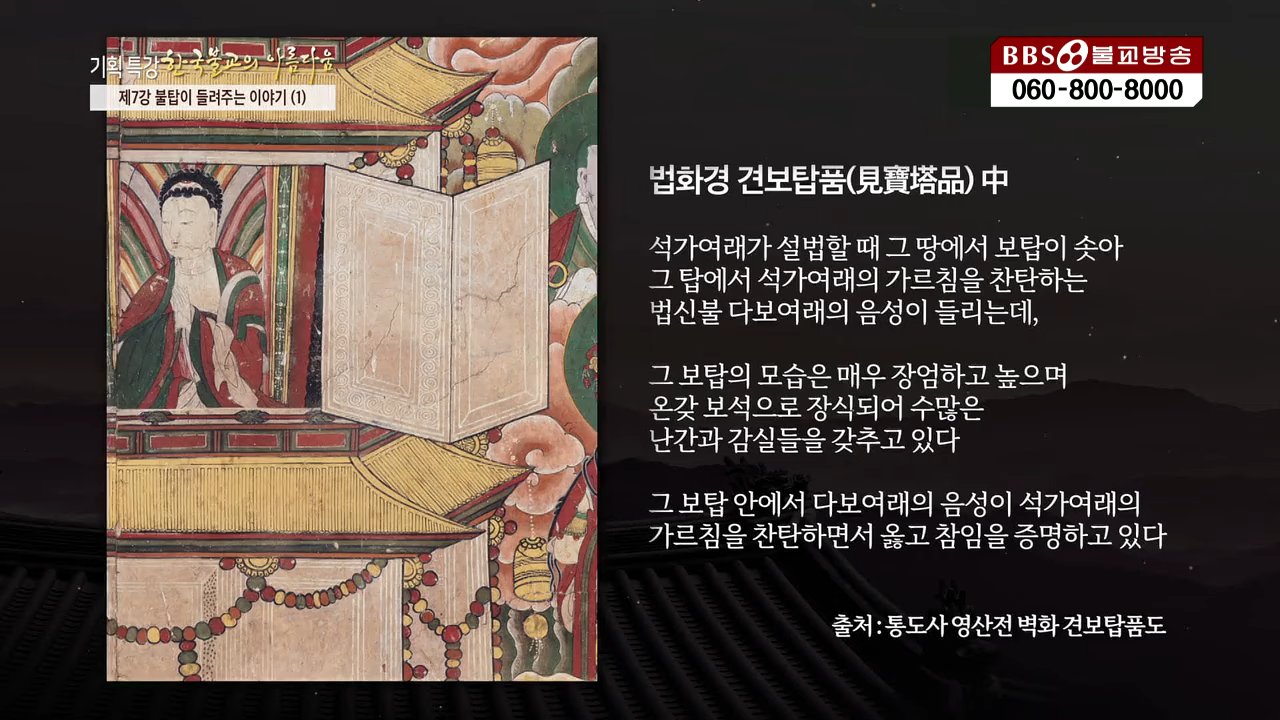 기획 특강 한국불교의 아름다움
제7강 불탑이 들려주는 이야기 (1)
BBS 불교방송
060-800-8000
법화경 견보탑품(見寶塔品) 中
석가여래가 설법할 때 그 땅에서 보탑이 솟아
그 탑에서 석가여래의 가르침을 찬탄하는
법신불 다보여래의 음성이 들리는데,
그 보탑의 모습은 매우 장엄하고 높으며
온갖 보석으로 장식되어 수많은
난간과 감실들을 갖추고 있다
그 보탑 안에서 다보여래의 음성이 석가여래의
가르침을 찬탄하면서 옳고 참임을 증명하고 있다
출처 : 통도사 영산전 벽화 견보탑품도